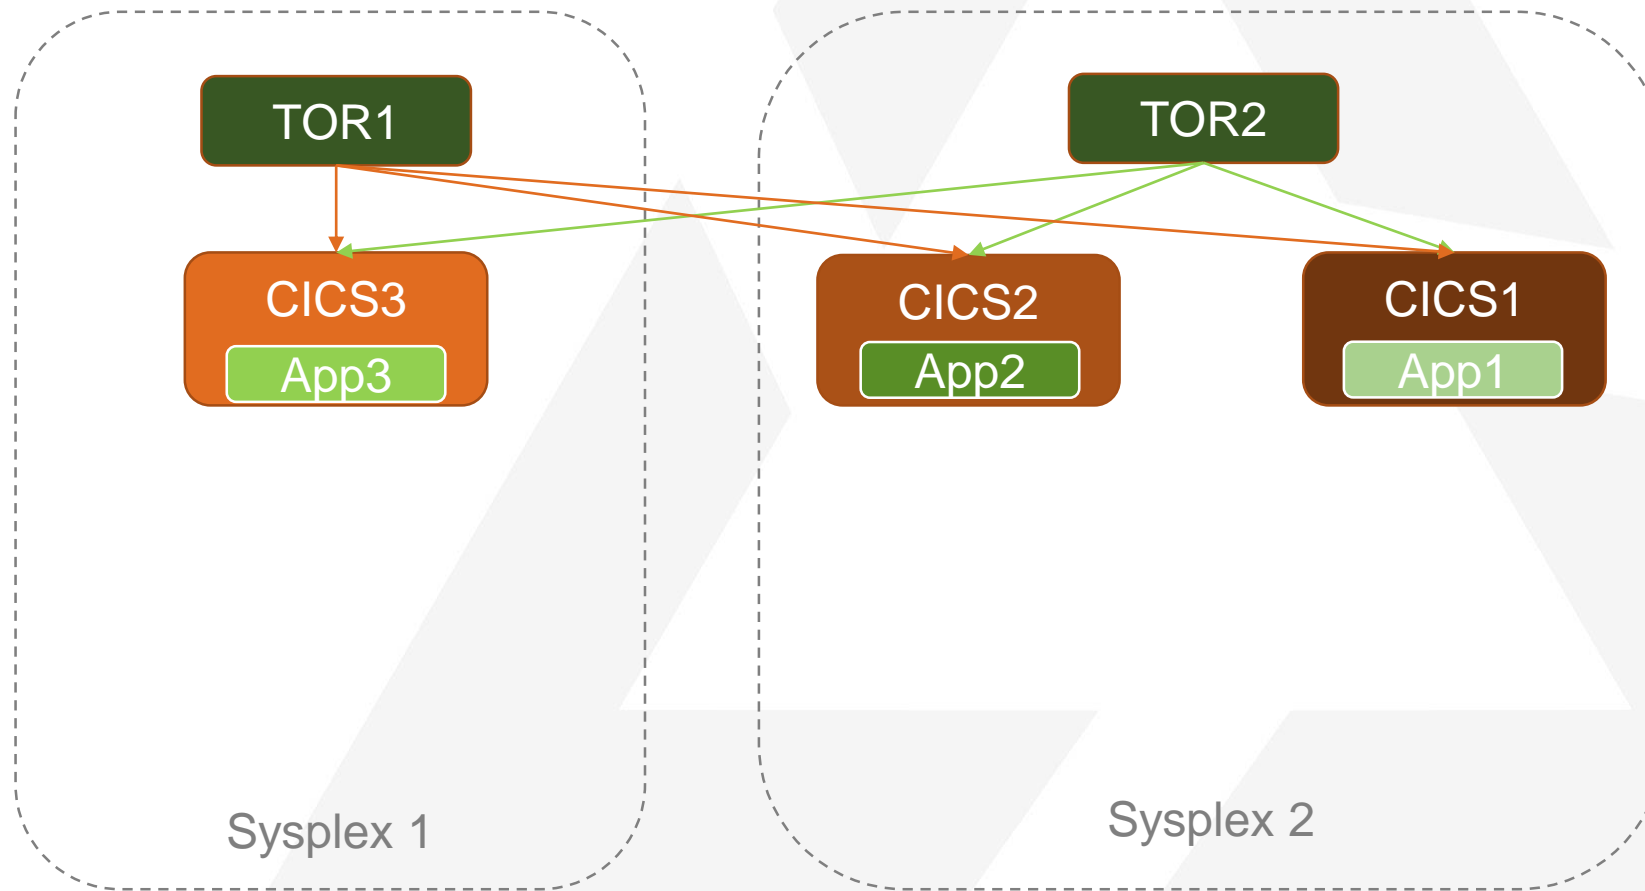 TOR1
TOR2
CICS3
App3
CICS2
App2
CICS1
App1
Sysplex 1
Sysplex 2